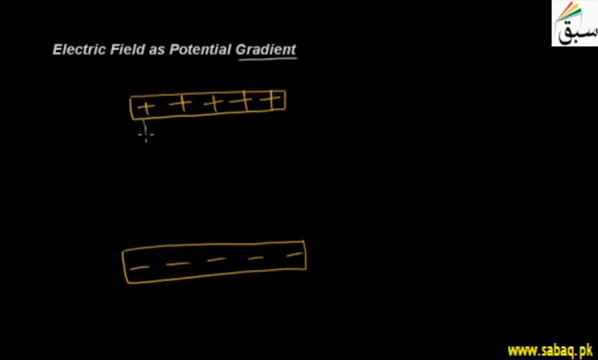 سبق
Electric Field as Potential Gradient
+ + + + +
- - - - -
www.sabaq.pk